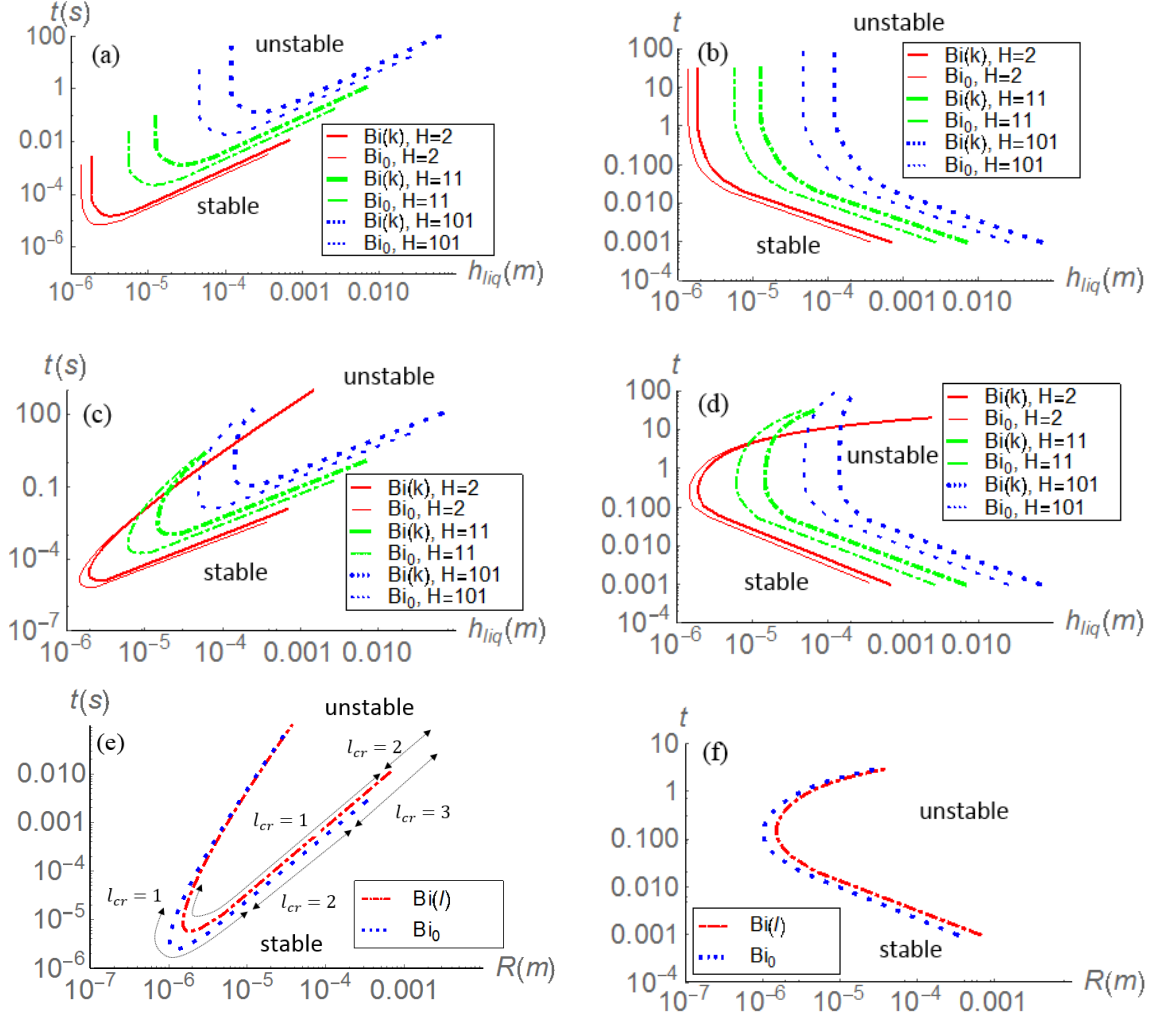 t(s)
(a)
unstable
100
1
0.01
10⁻⁴
10⁻⁶
Bi(k), H=2
Bi₀, H=2
Bi(k), H=11
Bi₀, H=11
Bi(k), H=101
Bi₀, H=101
stable
10⁻⁶ 10⁻⁵ 10⁻⁴ 0.001 0.010
h_liq(m)
t
(b)
unstable
100
10
1
0.100
0.010
0.001
10⁻⁴
Bi(k), H=2
Bi₀, H=2
Bi(k), H=11
Bi₀, H=11
Bi(k), H=101
Bi₀, H=101
stable
10⁻⁶ 10⁻⁵ 10⁻⁴ 0.001 0.010
h_liq(m)
t(s)
(c)
unstable
100
0.1
10⁻⁴
10⁻⁷
Bi(k), H=2
Bi₀, H=2
Bi(k), H=11
Bi₀, H=11
Bi(k), H=101
Bi₀, H=101
stable
10⁻⁶ 10⁻⁵ 10⁻⁴ 0.001 0.010
h_liq(m)
t
(d)
100
10
1
0.100
0.010
0.001
10⁻⁴
unstable
Bi(k), H=2
Bi₀, H=2
Bi(k), H=11
Bi₀, H=11
Bi(k), H=101
Bi₀, H=101
stable
10⁻⁶ 10⁻⁵ 10⁻⁴ 0.001 0.010
h_liq(m)
t(s)
(e)
unstable
0.010
0.001
10⁻⁴
10⁻⁵
10⁻⁶
l_cr = 2
l_cr = 1
l_cr = 3
l_cr = 1
l_cr = 2
Bi(l)
Bi₀
stable
10⁻⁷ 10⁻⁶ 10⁻⁵ 10⁻⁴ 0.001
R(m)
t
(f)
10
1
0.100
0.010
0.001
10⁻⁴
unstable
Bi(l)
Bi₀
stable
10⁻⁷ 10⁻⁶ 10⁻⁵ 10⁻⁴ 0.001
R(m)